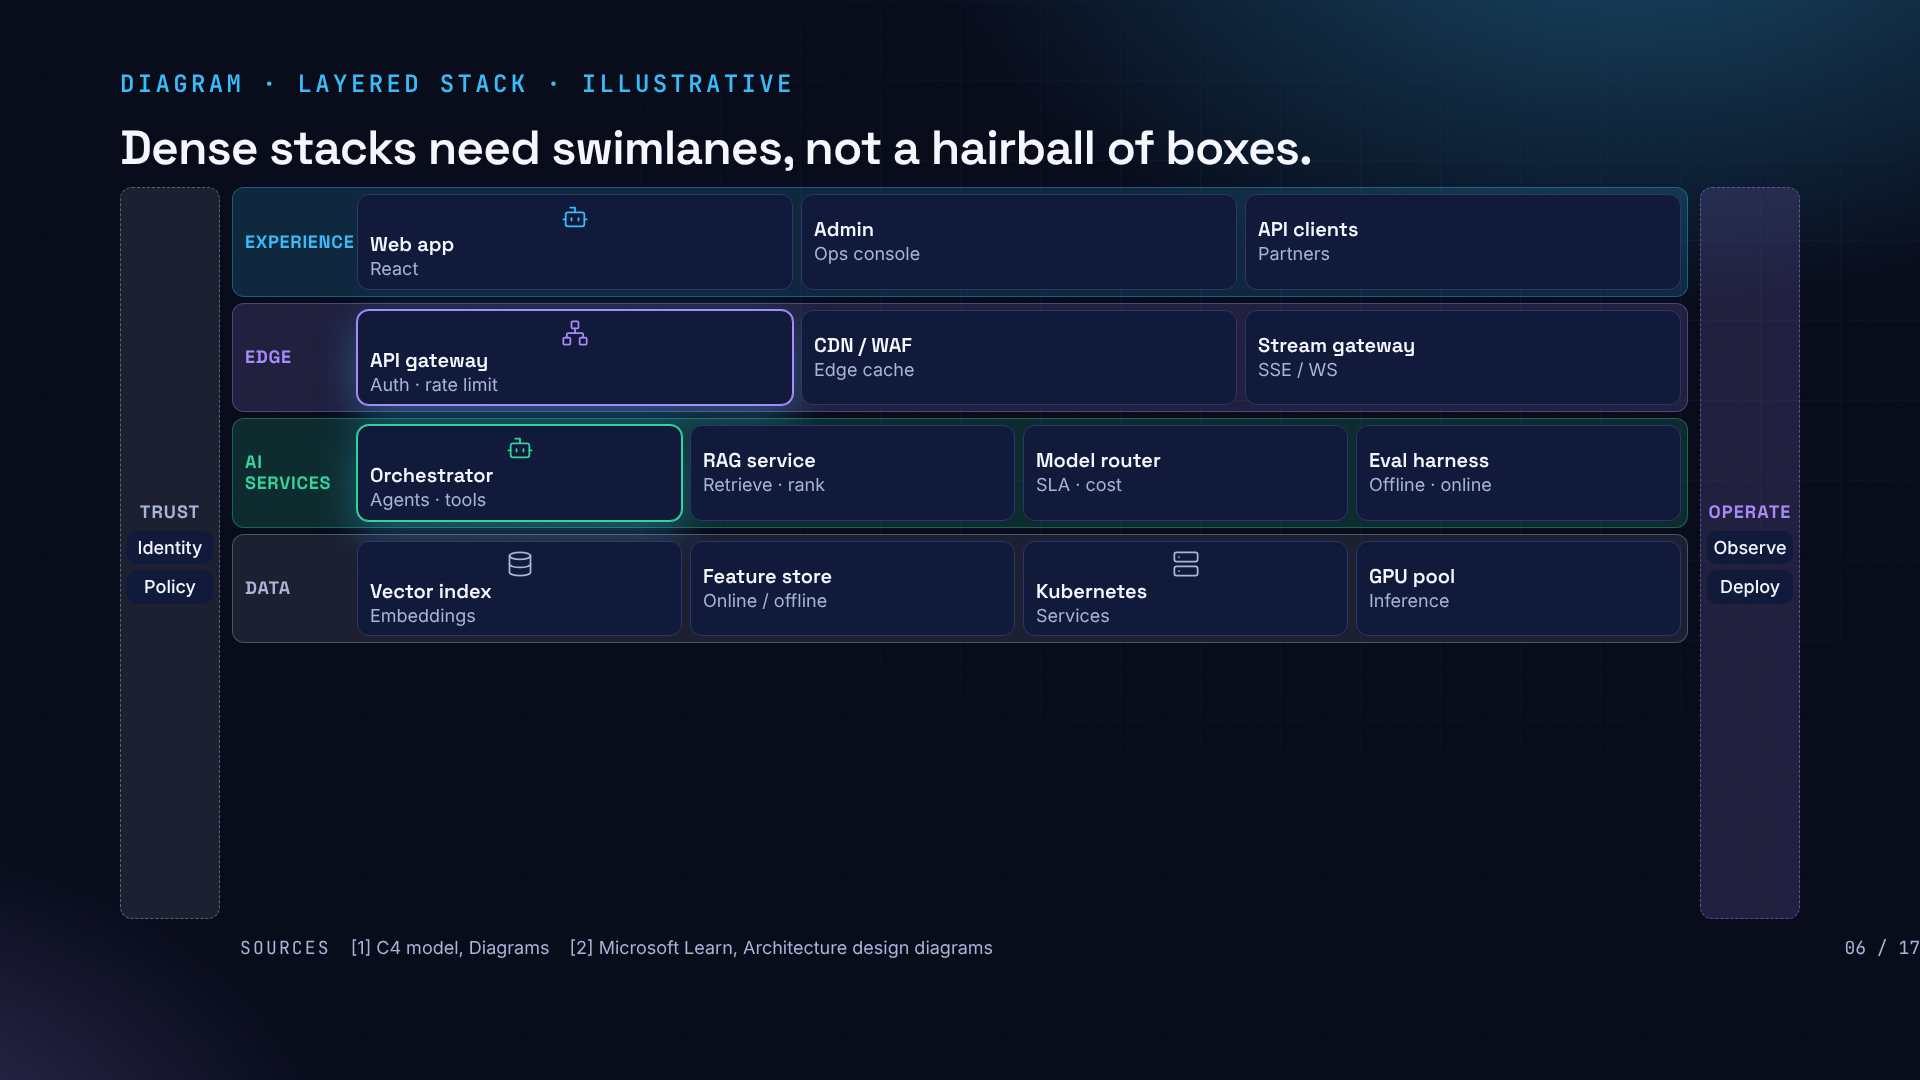 DIAGRAM · LAYERED STACK · ILLUSTRATIVE
Dense stacks need swimlanes, not a hairball of boxes.
TRUST
Identity
Policy
EXPERIENCE
Web app
React
Admin
Ops console
API clients
Partners
EDGE
API gateway
Auth · rate limit
CDN / WAF
Edge cache
Stream gateway
SSE / WS
AI
SERVICES
Orchestrator
Agents · tools
RAG service
Retrieve · rank
Model router
SLA · cost
Eval harness
Offline · online
DATA
Vector index
Embeddings
Feature store
Online / offline
Kubernetes
Services
GPU pool
Inference
OPERATE
Observe
Deploy
SOURCES [1] C4 model, Diagrams [2] Microsoft Learn, Architecture design diagrams
06 / 17